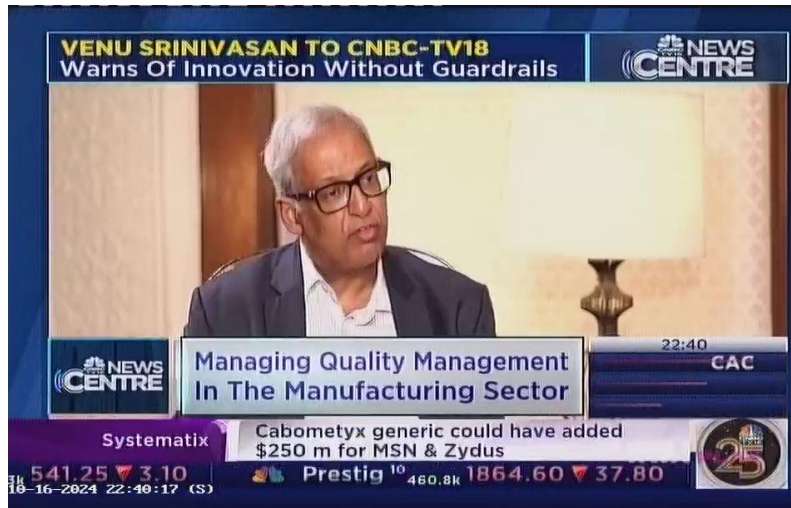 VENU SRINIVASAN TO CNBC-TV18
Warns Of Innovation Without Guardrails
NEWS
CENTRE
NEWS
CENTRE
Managing Quality Management
In The Manufacturing Sector
22:40
CAC
Systematix
Cabometyx generic could have added
$250 m for MSN & Zydus
25
3k 541.25 ▼ 3.10 Prestig 10 460.8k 1864.60 ▼ 37.80
10-16-2024 22:40:17 (S)